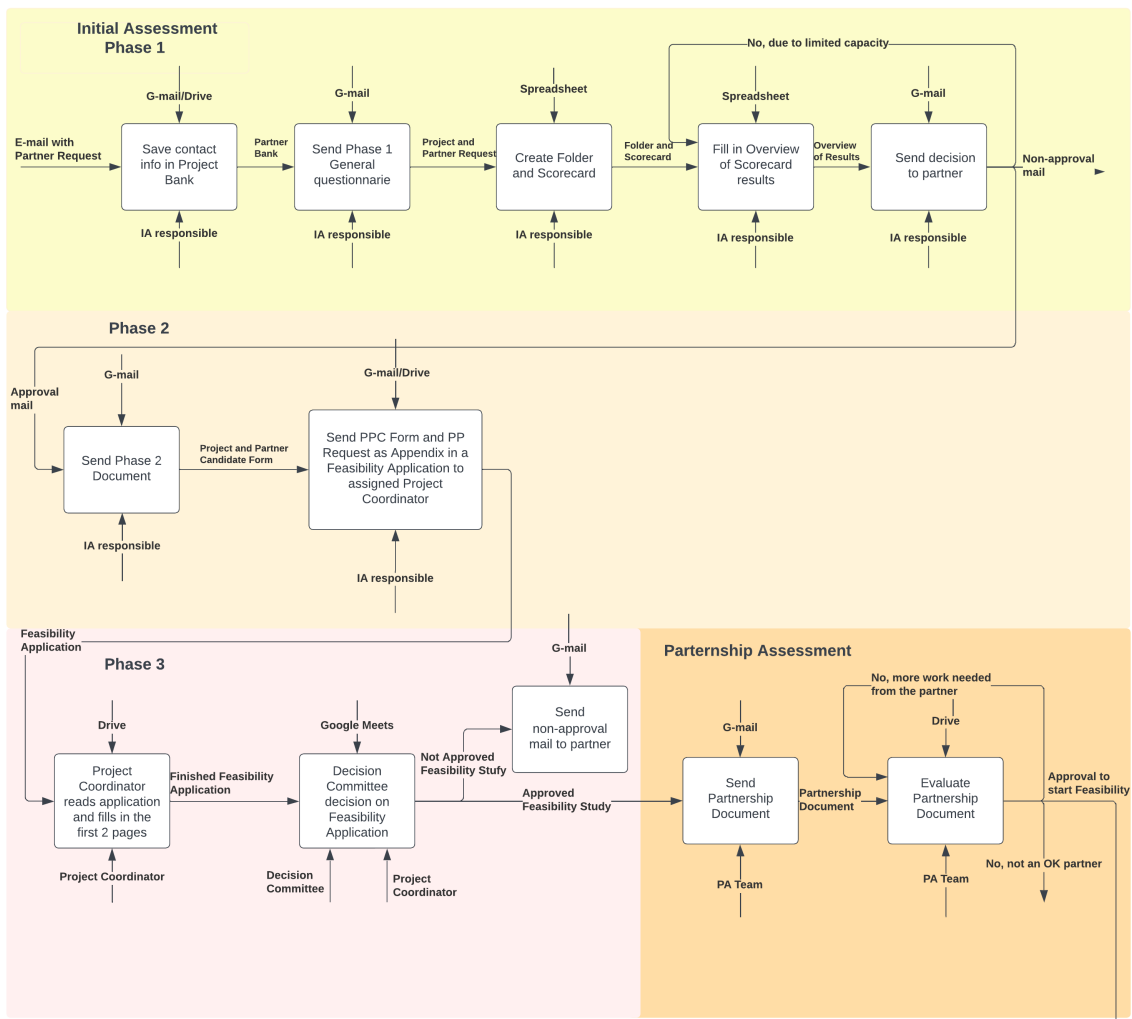 Initial Assessment
Phase 1
No, due to limited capacity
G-mail/Drive
G-mail
Spreadsheet
Spreadsheet
G-mail
E-mail with
Partner Request
Save contact
info in Project
Bank
Partner
Bank
Send Phase 1
General
questionnarie
Project and
Partner Request
Create Folder
and Scorecard
Folder and
Scorecard
Fill in Overview
of Scorecard
results
Overview
of Results
Send decision
to partner
Non-approval
mail
IA responsible
IA responsible
IA responsible
IA responsible
IA responsible
Phase 2
Approval
mail
G-mail
G-mail/Drive
Send Phase 2
Document
Project and Partner
Candidate Form
Send PPC Form and PP
Request as Appendix in a
Feasibility Application to
assigned Project
Coordinator
IA responsible
IA responsible
Feasibility
Application
Phase 3
G-mail
Send
non-approval
mail to partner
Drive
Google Meets
Project
Coordinator
reads application
and fills in the
first 2 pages
Finished Feasibility
Application
Decision
Committee
decision on
Feasibility
Application
Not Approved
Feasibility Stufy
Approved
Feasibility Study
Project Coordinator
Decision
Committee
Project
Coordinator
Parternship Assessment
No, more work needed
from the partner
G-mail
Drive
Send
Partnership
Document
Partnership
Document
Evaluate
Partnership
Document
Approval to
start Feasibility
No, not an OK partner
PA Team
PA Team